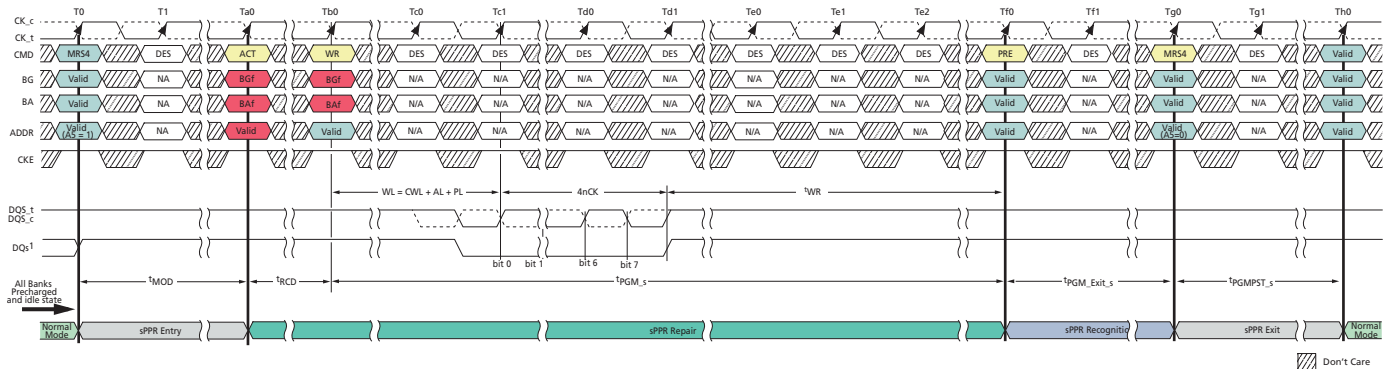 T0 T1 Ta0 Tb0 Tc0 Tc1 Td0 Td1 Te0 Te1 Te2 Tf0 Tf1 Tg0 Tg1 Th0
CK_c
CK_t
CMD MRS4 DES ACT WR DES DES DES DES DES DES DES PRE DES MRS4 DES Valid
BG Valid NA BGf BGf N/A N/A N/A N/A N/A N/A N/A Valid N/A Valid N/A Valid
BA Valid NA BAf BAf N/A N/A N/A N/A N/A N/A N/A Valid N/A Valid N/A Valid
ADDR Valid (A5 = 1) NA Valid Valid N/A N/A N/A N/A N/A N/A N/A Valid N/A Valid (A5=0) N/A Valid
CKE
WL = CWL + AL + PL 4nCK tWR
DQS_t
DQS_c
DQs1
bit 0 bit 1 bit 6 bit 7
All Banks
Precharged
and idle state
tMOD tRCD tPGM_s tPGM_Exit_s tPGMPST_s
Normal Mode sPPR Entry sPPR Repair sPPR Recognitic sPPR Exit Normal Mode
Don't Care